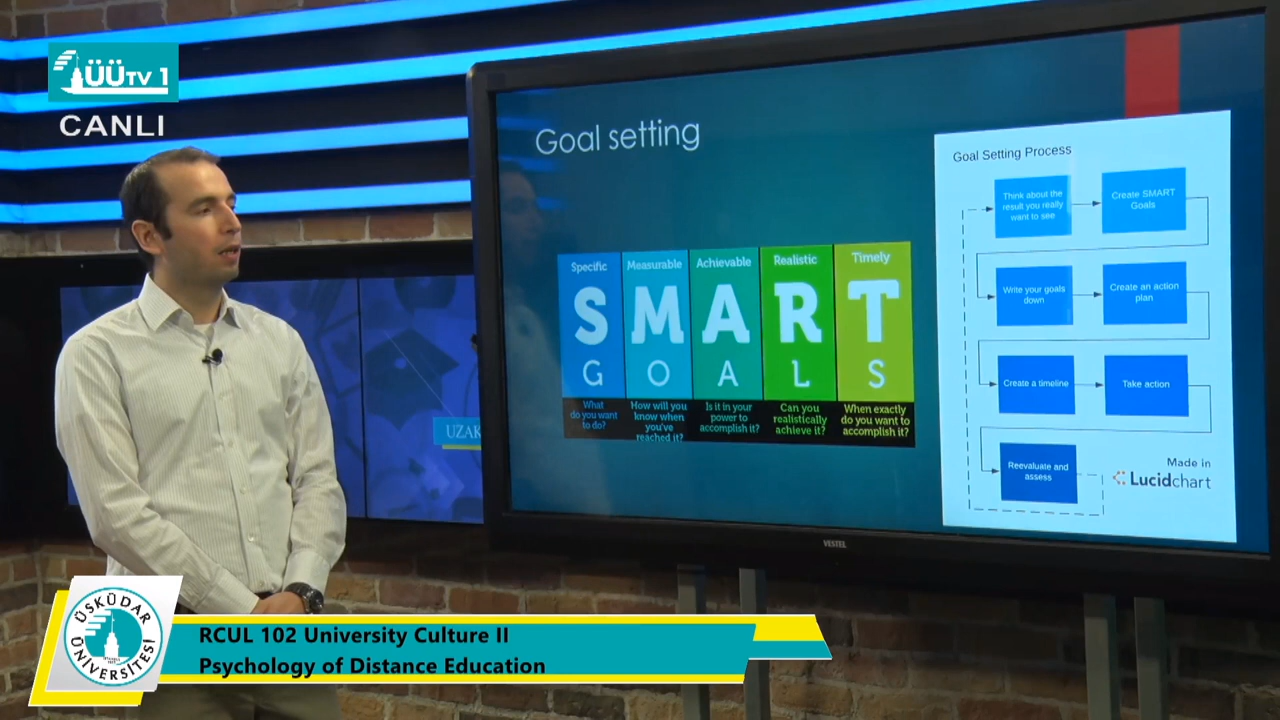 ÜÜTV 1
CANLI
Goal setting
Specific
Measurable
Achievable
Realistic
Timely
SMART
GOALS
What
do you want
to do?
How will you
know when
you've
reached it?
Is it in your
power to
accomplish it?
Can you
realistically
achieve it?
When exactly
do you want to
accomplish it?
Goal Setting Process
Think about the
result you really
want to see
Create SMART
Goals
Write your goals
down
Create an action
plan
Create a timeline
Take action
Reevaluate and
assess
Made in
Lucidchart
UZAK
VESTEL
ÜSKÜDAR
ÜNİVERSİTESİ
RCUL 102 University Culture II
Psychology of Distance Education